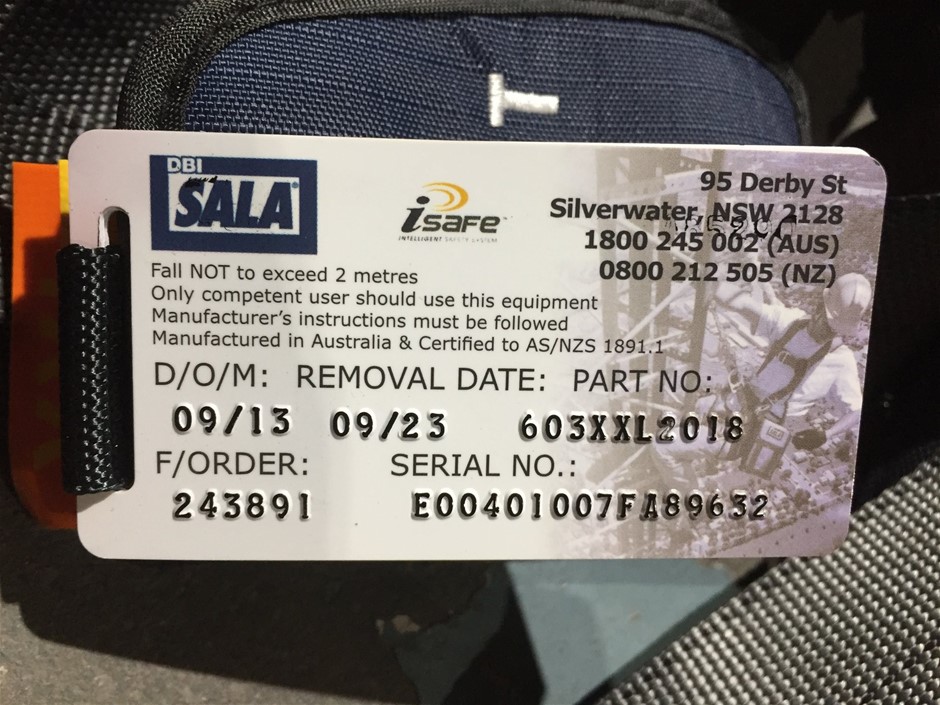 T
DBI
SALA®
isafe™
INTELLIGENT SAFETY SYSTEM
95 Derby St
Silverwater, NSW 2128
1800 245 002 (AUS)
0800 212 505 (NZ)
Fall NOT to exceed 2 metres
Only competent user should use this equipment
Manufacturer's instructions must be followed
Manufactured in Australia & Certified to AS/NZS 1891.1
D/O/M: REMOVAL DATE: PART NO:
09/13 09/23 603XXL2018
F/ORDER: SERIAL NO.:
243891 E00401007FA89632